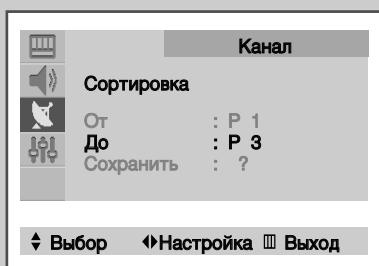 Канал
Сортировка
От : P 1
До : P 3
Сохранить : ?
Выбор Настройка Выход